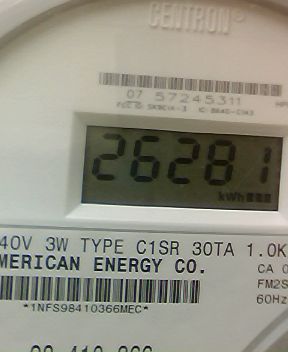 CENTRON®
07 57245311
26281
kWh
40V 3W TYPE C1SR 30TA 1.0K
MERICAN ENERGY CO.
CA 0
FM2S
60Hz
*1NFS98410366MEC*